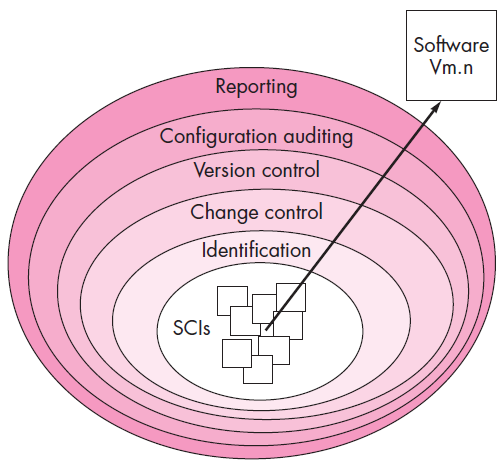 Software
Vm.n
Reporting
Configuration auditing
Version control
Change control
Identification
SCIs